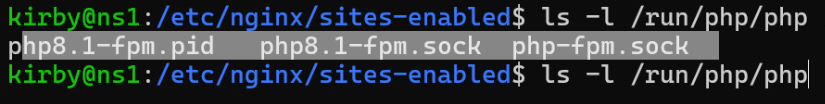 kirby@ns1:/etc/nginx/sites-enabled$ ls -l /run/php/php
php8.1-fpm.pid   php8.1-fpm.sock  php-fpm.sock
kirby@ns1:/etc/nginx/sites-enabled$ ls -l /run/php/php